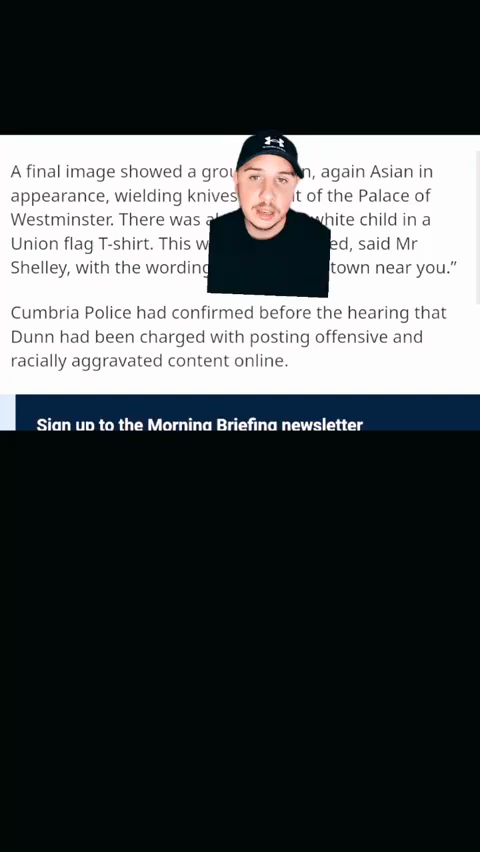 A final image showed a again Asian in
appearance, wielding knives of the Palace of
Westminster. There was white child in a
Union flag T-shirt. This said Mr
Shelley, with the wording town near you.”
Cumbria Police had confirmed before the hearing that
Dunn had been charged with posting offensive and
racially aggravated content online.
Sign up to the Morning Briefing newsletter